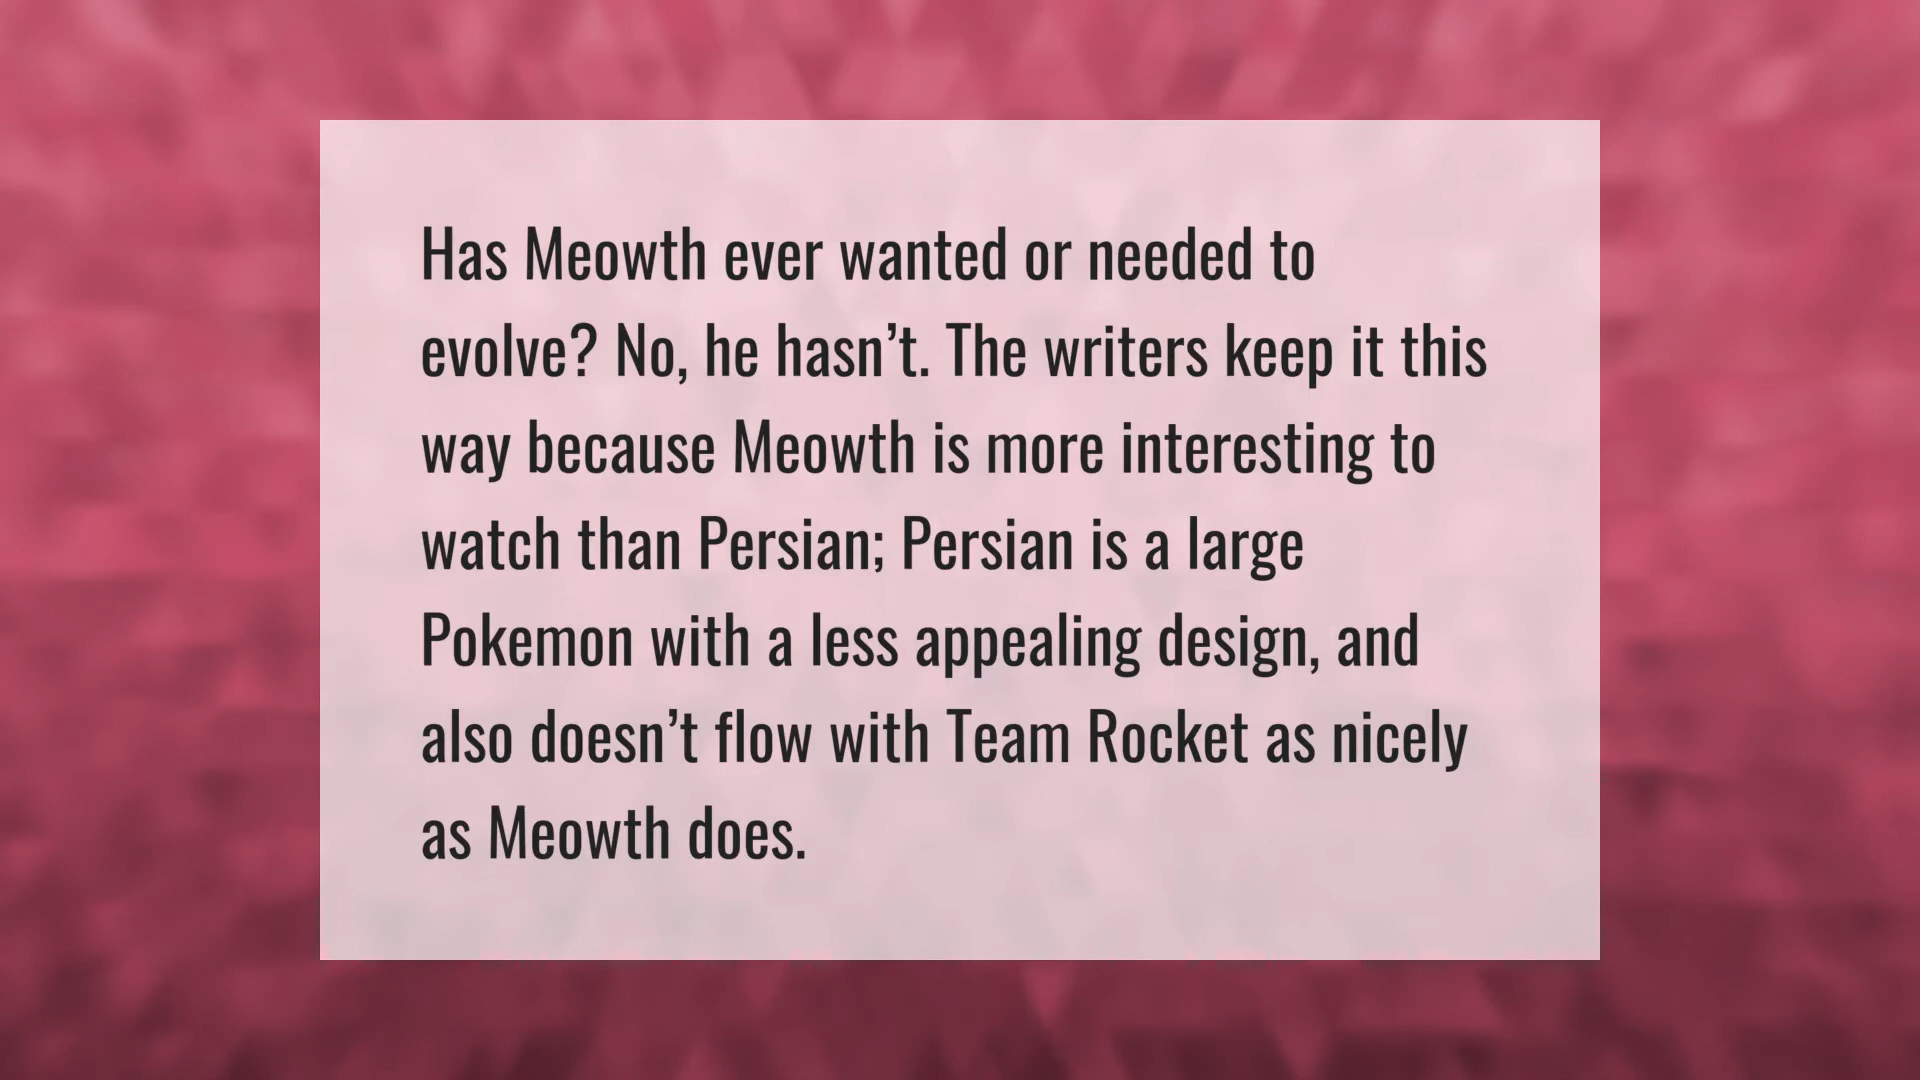 Has Meowth ever wanted or needed to
evolve? No, he hasn’t. The writers keep it this
way because Meowth is more interesting to
watch than Persian; Persian is a large
Pokemon with a less appealing design, and
also doesn’t flow with Team Rocket as nicely
as Meowth does.